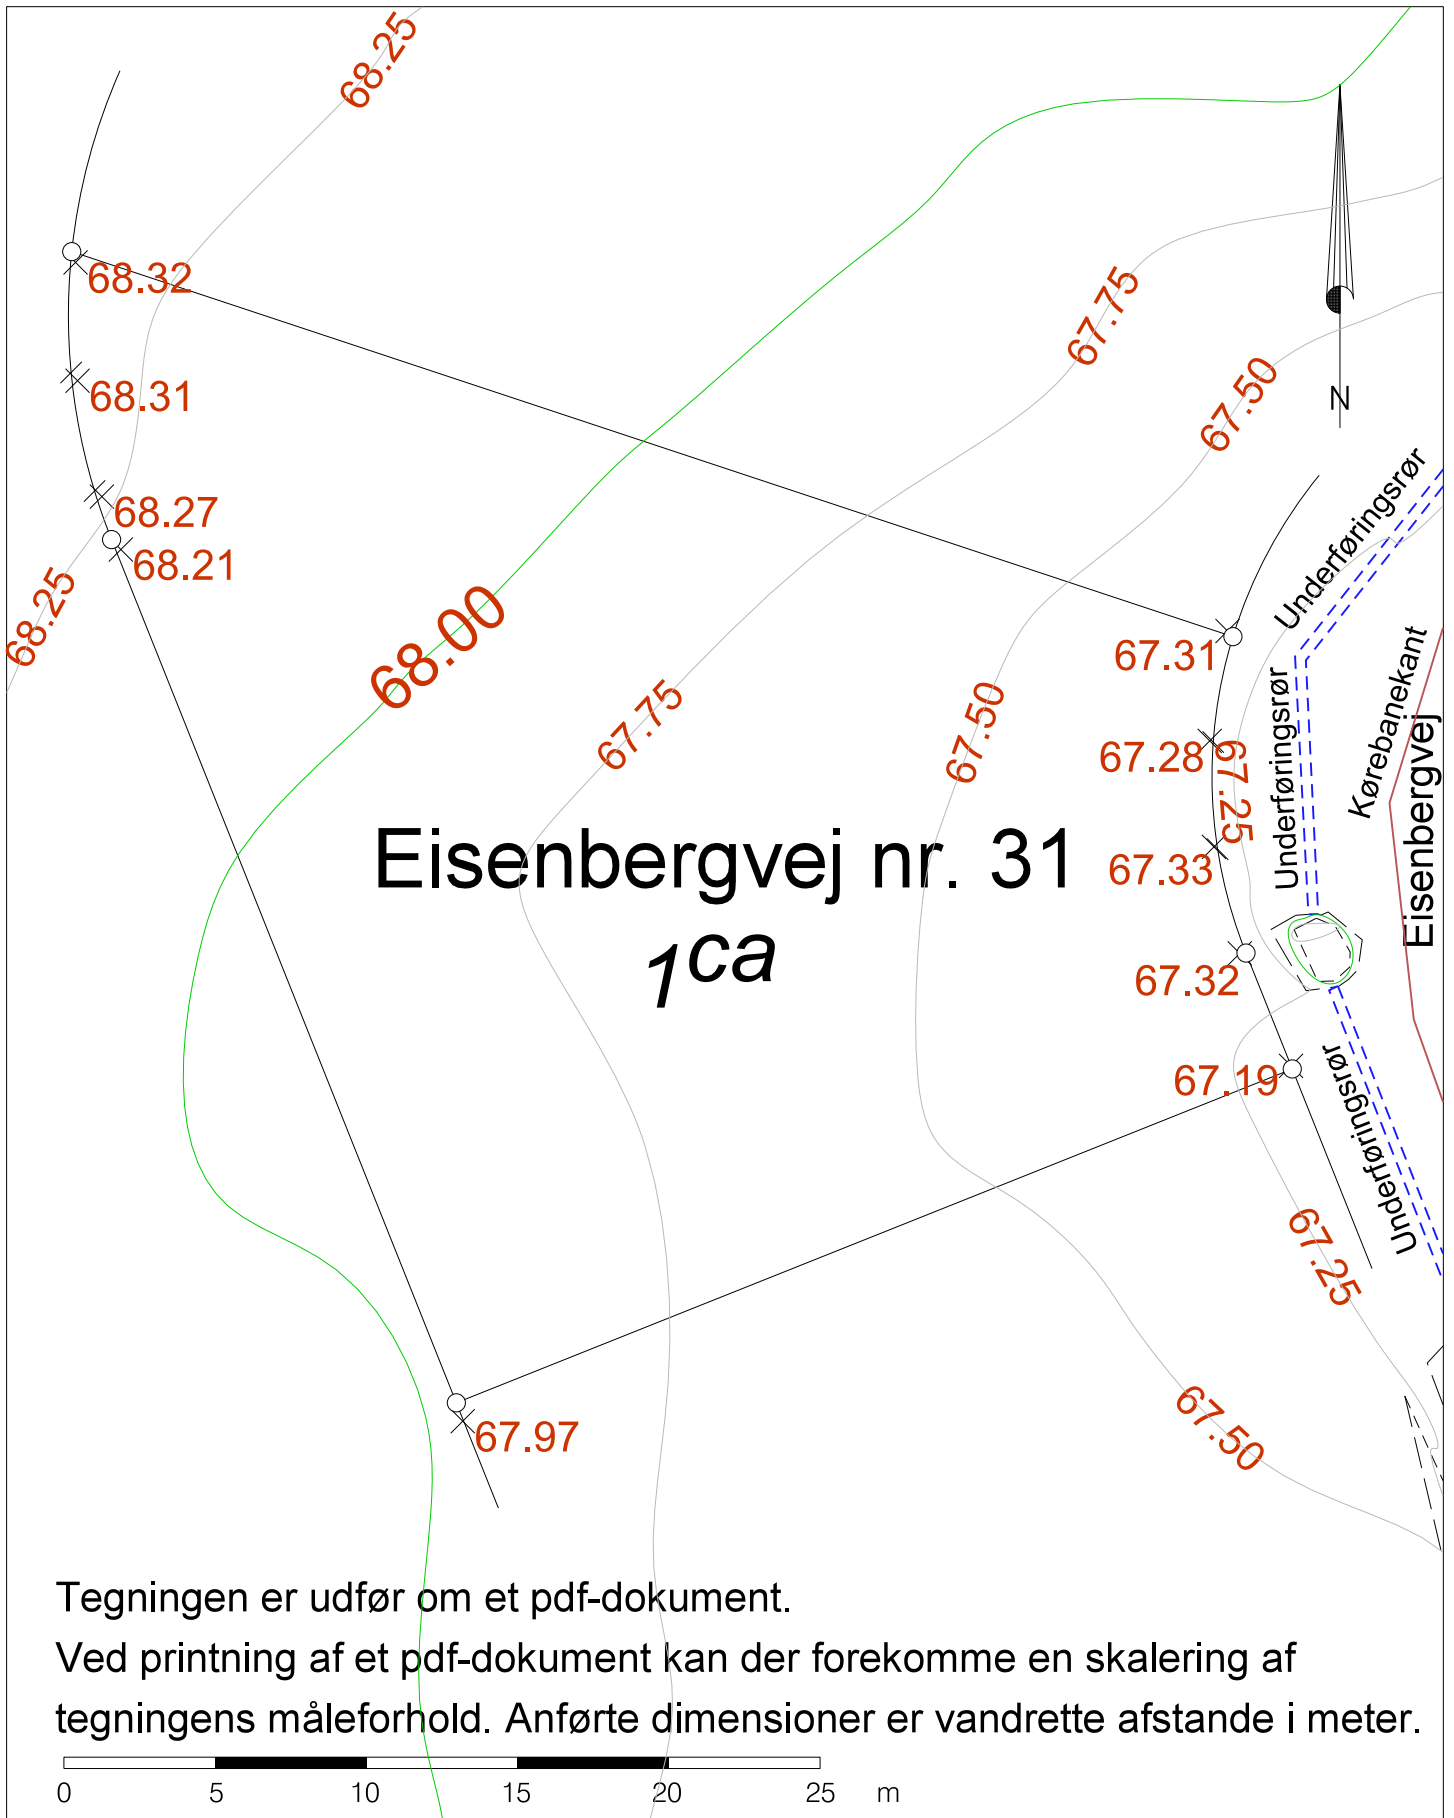 68.25
68.32
67.75
68.31
67.50
N
68.27
68.21
68.25
Underføringsrør
68.00
67.31
67.75
67.50
67.28
67.25
Underføringsrør
Kørebanekant
Eisenbergvej
Eisenbergvej nr. 31
1ca
67.33
67.32
67.19
Underføringsrør
67.25
67.50
67.97
Tegningen er udfør om et pdf-dokument.
Ved printning af et pdf-dokument kan der forekomme en skalering af
tegningens måleforhold. Anførte dimensioner er vandrette afstande i meter.
0 5 10 15 20 25 m